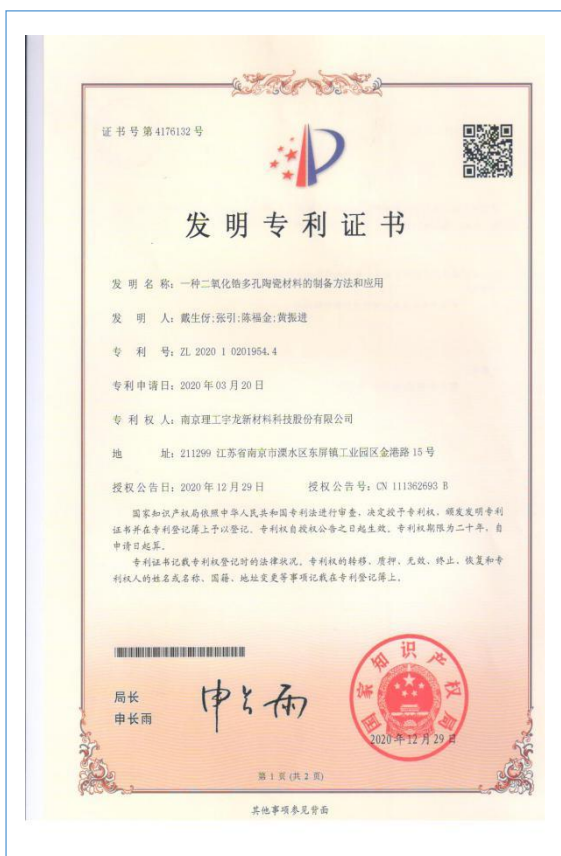 证书号第4176132号
发明专利证书
发明名称：一种二氧化锆多孔陶瓷材料的制备方法和应用
发明人：戴生伢;张引;陈福金;黄振进
专利号：ZL 2020 1 0201954.4
专利申请日：2020年03月20日
专利权人：南京理工宇龙新材料科技股份有限公司
地址：211299 江苏省南京市溧水区东屏镇工业园区金港路15号
授权公告日：2020年12月29日 授权公告号：CN 111362693 B
国家知识产权局依照中华人民共和国专利法进行审查，决定授予专利权，颁发发明专利
证书并在专利登记簿上予以登记。专利权自授权公告之日起生效。专利权期限为二十年，自
申请日起算。
专利证书记载专利权登记时的法律状况。专利权的转移、质押、无效、终止、恢复和专
利权人的姓名或名称、国籍、地址变更等事项记载在专利登记簿上。
局长
申长雨
申长雨
国家知识产权局
2020年12月29日
第 1 页 (共 2 页)
其他事项参见背面